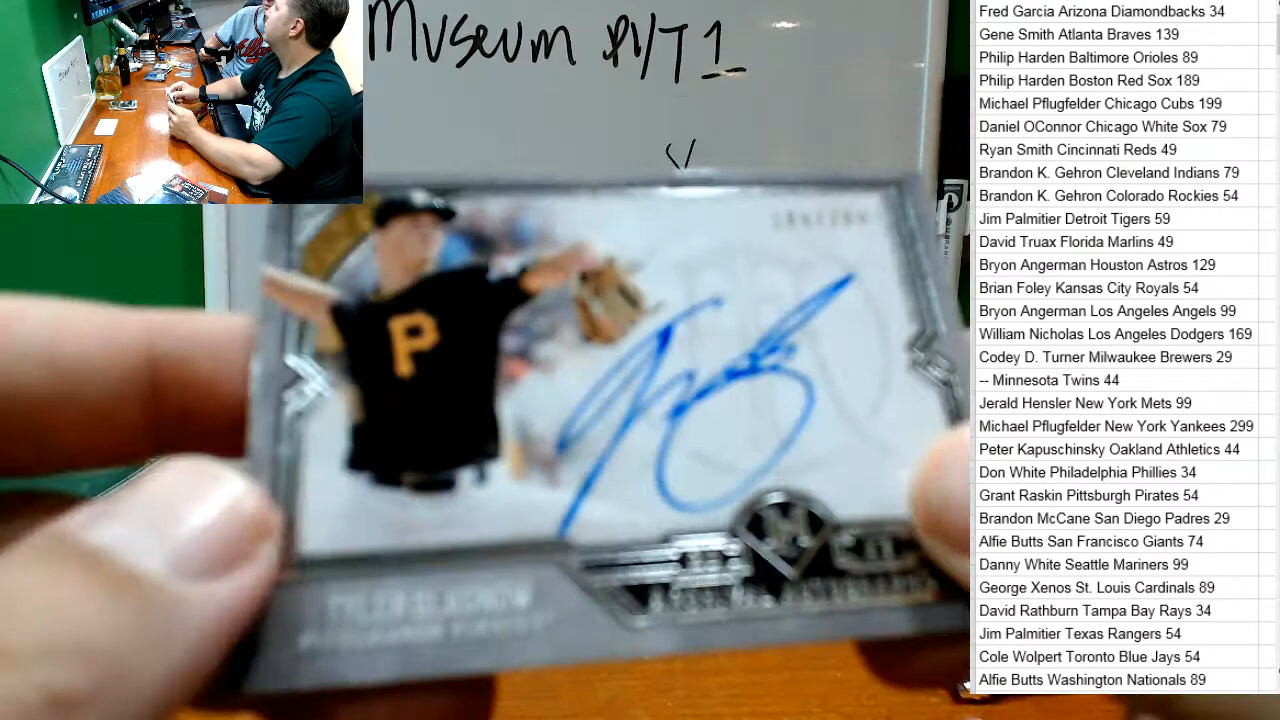 Museum PY/T 1
P
TYLER GLASNOW
PITTSBURGH PIRATES
ARCHIVAL AUTOGRAPHS
Fred Garcia Arizona Diamondbacks 34
Gene Smith Atlanta Braves 139
Philip Harden Baltimore Orioles 89
Philip Harden Boston Red Sox 189
Michael Pflugfelder Chicago Cubs 199
Daniel OConnor Chicago White Sox 79
Ryan Smith Cincinnati Reds 49
Brandon K. Gehron Cleveland Indians 79
Brandon K. Gehron Colorado Rockies 54
Jim Palmitier Detroit Tigers 59
David Truax Florida Marlins 49
Bryon Angerman Houston Astros 129
Brian Foley Kansas City Royals 54
Bryon Angerman Los Angeles Angels 99
William Nicholas Los Angeles Dodgers 169
Codey D. Turner Milwaukee Brewers 29
-- Minnesota Twins 44
Jerald Hensler New York Mets 99
Michael Pflugfelder New York Yankees 299
Peter Kapuschinsky Oakland Athletics 44
Don White Philadelphia Phillies 34
Grant Raskin Pittsburgh Pirates 54
Brandon McCane San Diego Padres 29
Alfie Butts San Francisco Giants 74
Danny White Seattle Mariners 99
George Xenos St. Louis Cardinals 89
David Rathburn Tampa Bay Rays 34
Jim Palmitier Texas Rangers 54
Cole Wolpert Toronto Blue Jays 54
Alfie Butts Washington Nationals 89